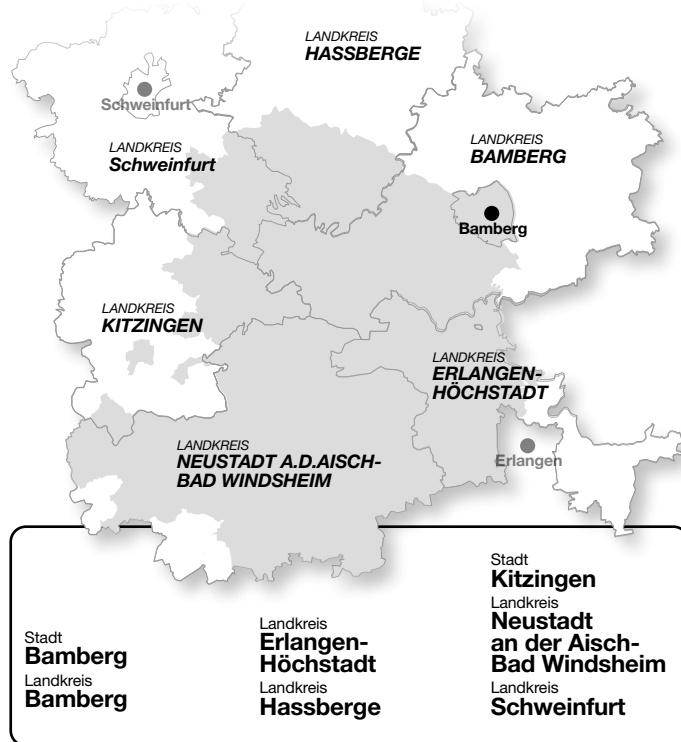 LANDKREIS
HASSBERGE
Schweinfurt
LANDKREIS
Schweinfurt
LANDKREIS
BAMBERG
Bamberg
LANDKREIS
KITZINGEN
LANDKREIS
ERLANGEN-
HÖCHSTADT
LANDKREIS
NEUSTADT A.D.AISCH-
BAD WINDSHEIM
Erlangen
Stadt
Bamberg
Landkreis
Bamberg
Landkreis
Erlangen-
Höchstadt
Landkreis
Hassberge
Stadt
Kitzingen
Landkreis
Neustadt
an der Aisch-
Bad Windsheim
Landkreis
Schweinfurt